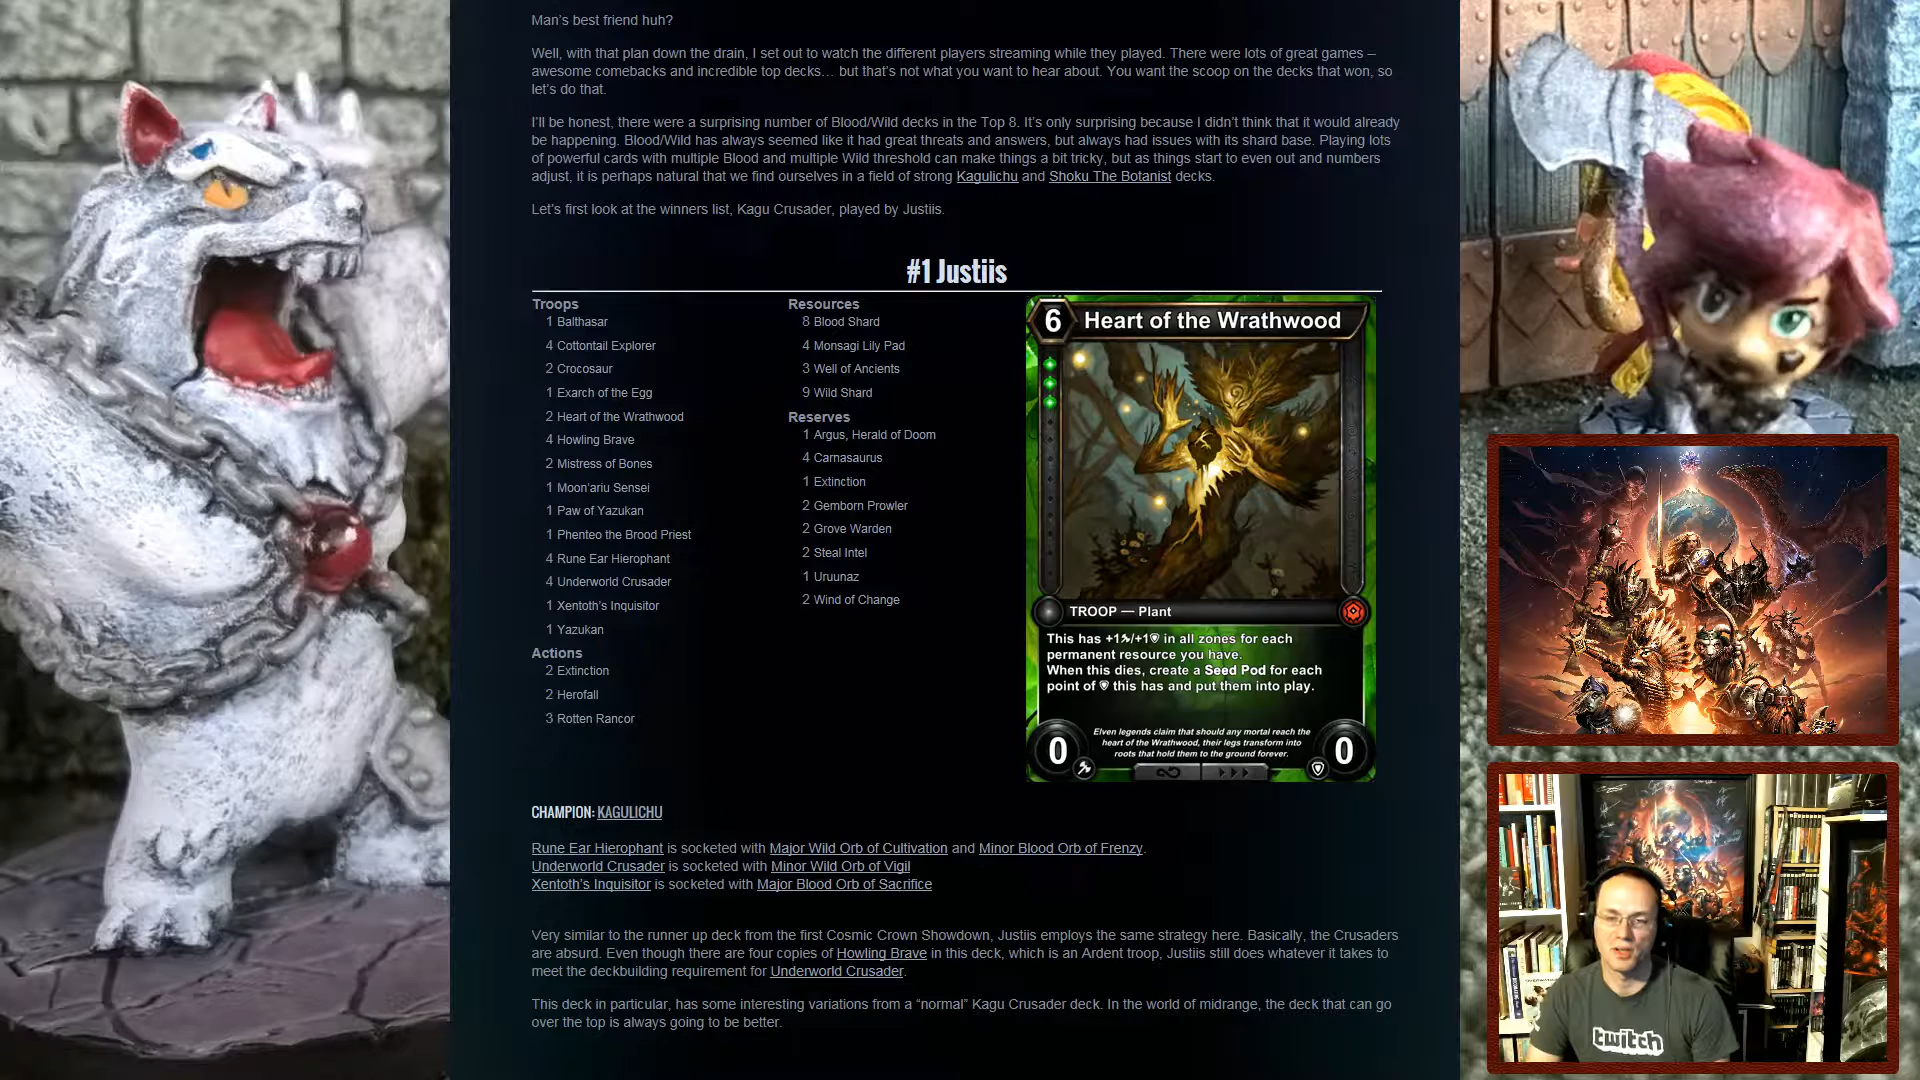 Man's best friend huh?
Well, with that plan down the drain, I set out to watch the different players streaming while they played. There were lots of great games –
awesome comebacks and incredible top decks… but that's not what you want to hear about. You want the scoop on the decks that won, so
let's do that.
I'll be honest, there were a surprising number of Blood/Wild decks in the Top 8. It's only surprising because I didn't think that it would already
be happening. Blood/Wild has always seemed like it had great threats and answers, but always had issues with its shard base. Playing lots
of powerful cards with multiple Blood and multiple Wild threshold can make things a bit tricky, but as things start to even out and numbers
adjust, it is perhaps natural that we find ourselves in a field of strong Kagulichu and Shoku The Botanist decks.
Let's first look at the winners list, Kagu Crusader, played by Justiis.
#1 Justiis
Troops
1 Balthasar
4 Cottontail Explorer
2 Crocosaur
1 Exarch of the Egg
2 Heart of the Wrathwood
4 Howling Brave
2 Mistress of Bones
1 Moon'ariu Sensei
1 Paw of Yazukan
1 Phenteo the Brood Priest
4 Rune Ear Hierophant
4 Underworld Crusader
1 Xentoth's Inquisitor
1 Yazukan
Actions
2 Extinction
2 Herofall
3 Rotten Rancor
Resources
8 Blood Shard
4 Monsagi Lily Pad
3 Well of Ancients
9 Wild Shard
Reserves
1 Argus, Herald of Doom
4 Carnasaurus
1 Extinction
2 Gemborn Prowler
2 Grove Warden
2 Steal Intel
1 Uruunaz
2 Wind of Change
6 Heart of the Wrathwood
TROOP — Plant
This has +1/+1 in all zones for each
permanent resource you have.
When this dies, create a Seed Pod for each
point of this has and put them into play.
Elven legends claim that should any mortal reach the
heart of the Wrathwood, their legs transform into
roots that hold them to the ground forever.
0 0
CHAMPION: KAGULICHU
Rune Ear Hierophant is socketed with Major Wild Orb of Cultivation and Minor Blood Orb of Frenzy.
Underworld Crusader is socketed with Minor Wild Orb of Vigil
Xentoth's Inquisitor is socketed with Major Blood Orb of Sacrifice
Very similar to the runner up deck from the first Cosmic Crown Showdown, Justiis employs the same strategy here. Basically, the Crusaders
are absurd. Even though there are four copies of Howling Brave in this deck, which is an Ardent troop, Justiis still does whatever it takes to
meet the deckbuilding requirement for Underworld Crusader.
This deck in particular, has some interesting variations from a “normal” Kagu Crusader deck. In the world of midrange, the deck that can go
over the top is always going to be better.
twitch